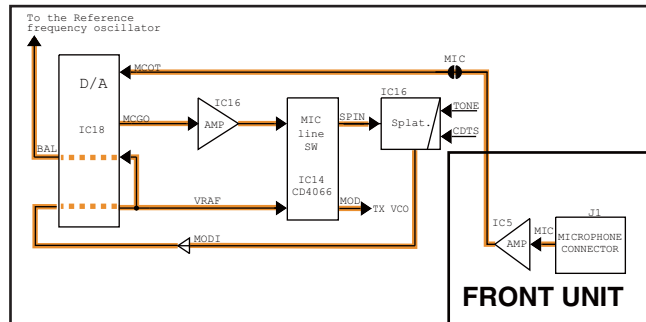 To the Reference
frequency oscillator
MCOT
MIC
D/A
IC16
IC16
MCGO
AMP
MIC
line
SW
SPIN
Splat.
TONE
CDTS
IC18
BAL
IC14
CD4066
VRAF
MOD
TX VCO
MODI
IC5
AMP
MIC
J1
MICROPHONE
CONNECTOR
FRONT UNIT